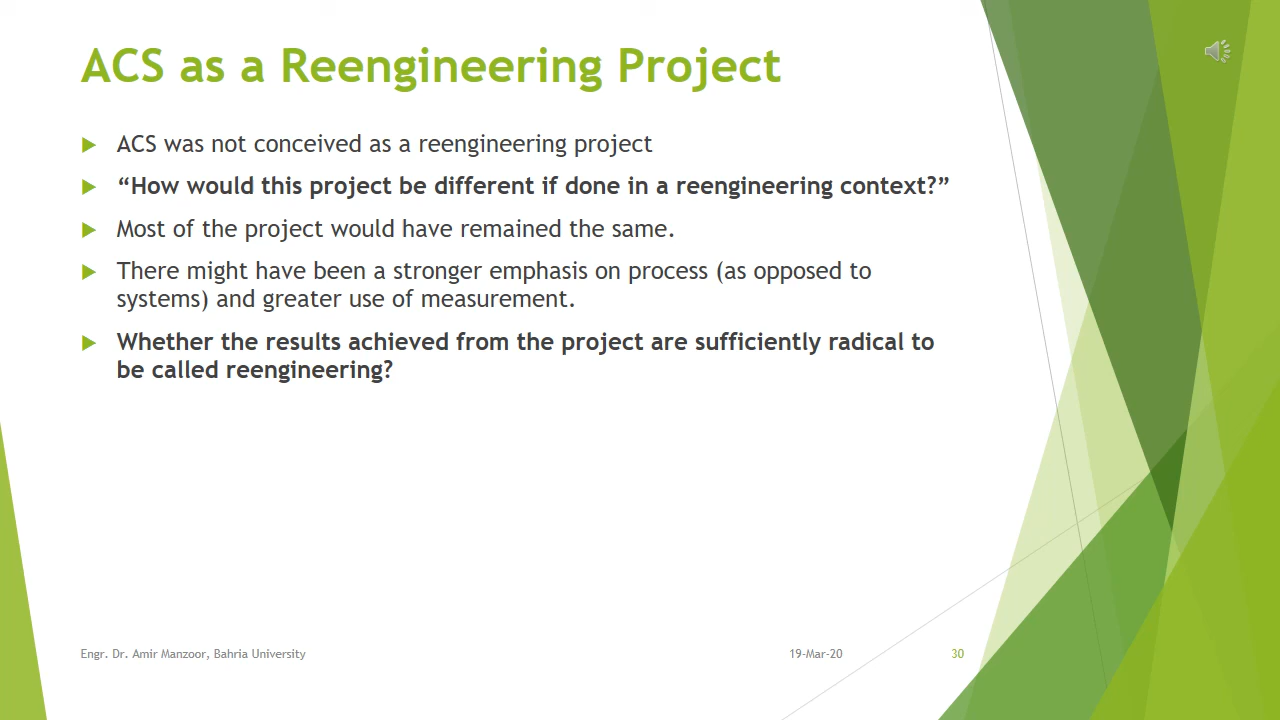 ACS as a Reengineering Project
ACS was not conceived as a reengineering project
“How would this project be different if done in a reengineering context?”
Most of the project would have remained the same.
There might have been a stronger emphasis on process (as opposed to
systems) and greater use of measurement.
Whether the results achieved from the project are sufficiently radical to
be called reengineering?
Engr. Dr. Amir Manzoor, Bahria University
19-Mar-20
30